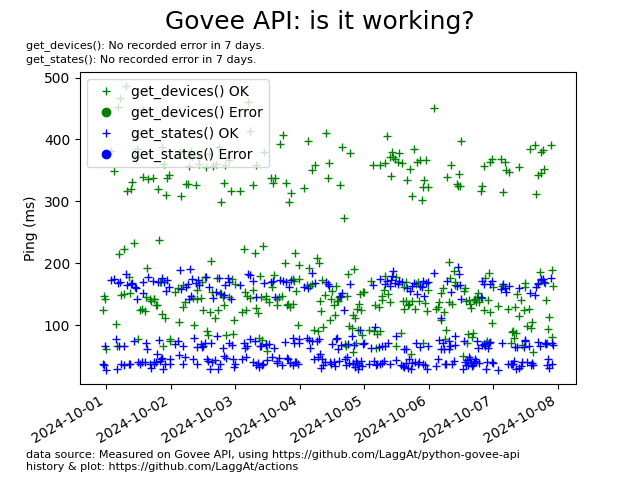 Govee API: is it working?
get_devices(): No recorded error in 7 days.
get_states(): No recorded error in 7 days.
get_devices() OK
get_devices() Error
get_states() OK
get_states() Error
500
400
300
200
100
Ping (ms)
2024-10-01
2024-10-02
2024-10-03
2024-10-04
2024-10-05
2024-10-06
2024-10-07
2024-10-08
data source: Measured on Govee API, using https://github.com/LaggAt/python-govee-api
history & plot: https://github.com/LaggAt/actions